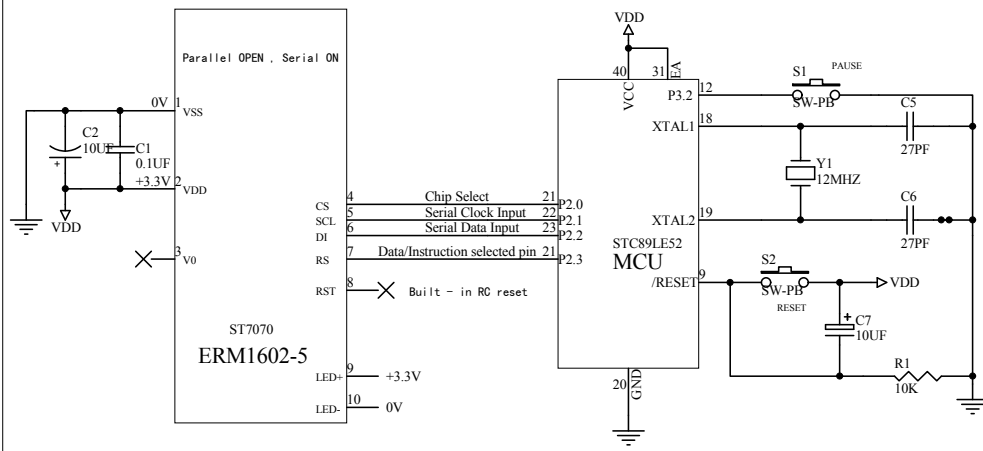 Parallel OPEN , Serial ON
0V
1
VSS
C2
10UF
+
C1
0.1UF
+3.3V
2
VDD
VDD
3
V0
CS
4
SCL
5
DI
6
RS
7
RST
8
Built - in RC reset
ST7070
ERM1602-5
LED+
9
+3.3V
LED-
10
0V
Chip Select
21
P2.0
Serial Clock Input
22
P2.1
Serial Data Input
23
P2.2
Data/Instruction selected pin
21
P2.3
VDD
40
VCC
31
EA
P3.2
12
S1
PAUSE
SW-PB
XTAL1
18
C5
27PF
Y1
12MHZ
XTAL2
19
C6
27PF
STC89LE52
MCU
/RESET
9
S2
SW-PB
RESET
VDD
+
C7
10UF
R1
10K
20
GND